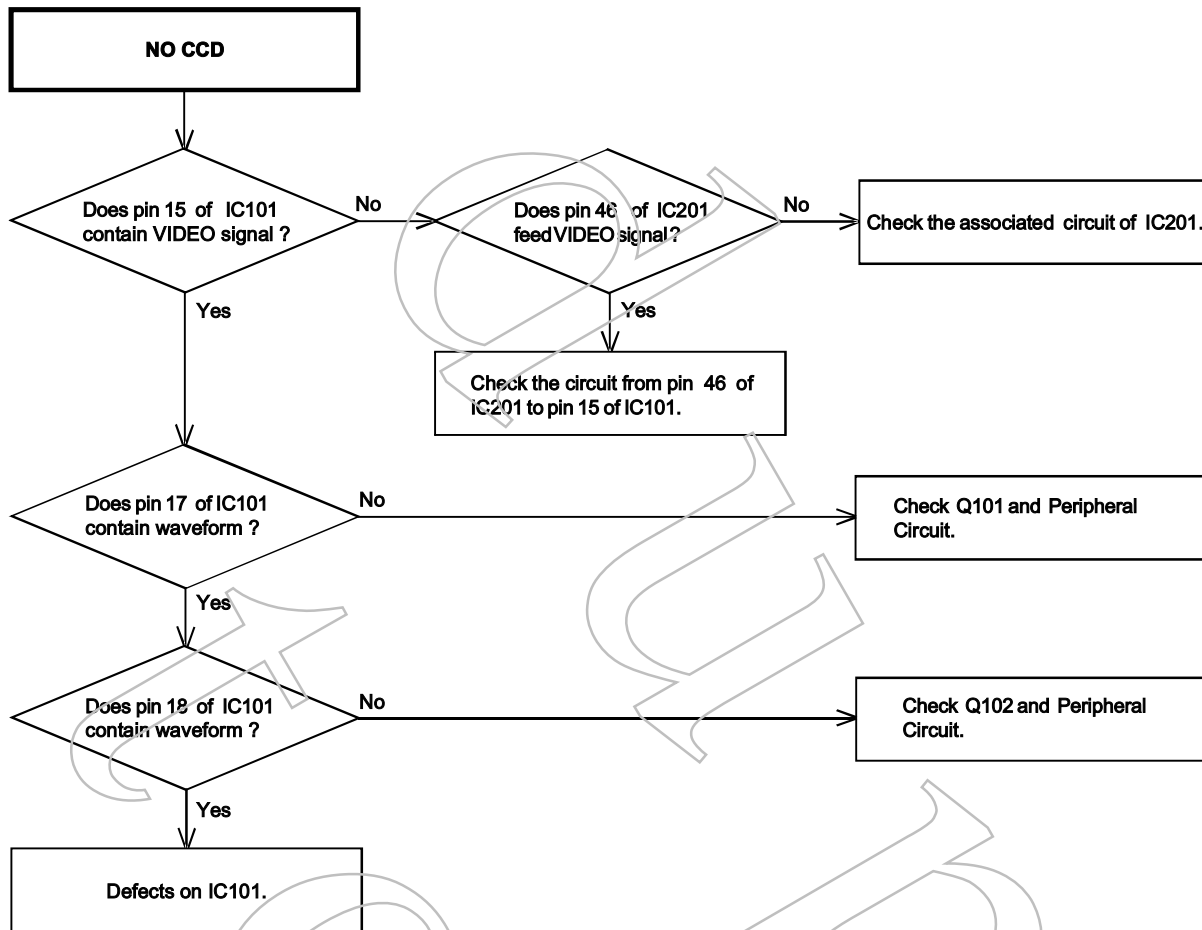 NO CCD
Does pin 15 of IC101
contain VIDEO signal ?
No
Does pin 46 of IC201
feed VIDEO signal ?
No
Check the associated circuit of IC201.
Yes
Yes
Check the circuit from pin 46 of
IC201 to pin 15 of IC101.
Does pin 17 of IC101
contain waveform ?
No
Check Q101 and Peripheral
Circuit.
Yes
Does pin 18 of IC101
contain waveform ?
No
Check Q102 and Peripheral
Circuit.
Yes
Defects on IC101.